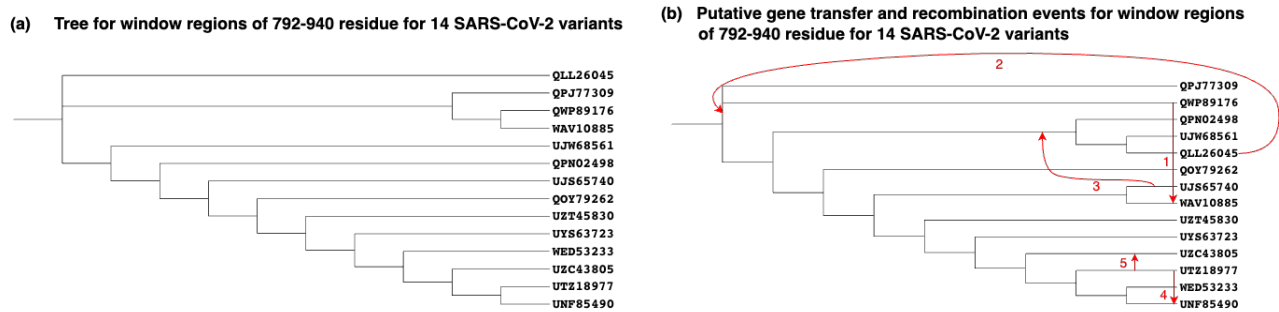 (a) Tree for window regions of 792-940 residue for 14 SARS-CoV-2 variants
QLL26045
QPJ77309
QWP89176
WAV10885
UJW68561
QPN02498
UJS65740
QOY79262
UZT45830
UYS63723
WED53233
UZC43805
UTZ18977
UNF85490
(b) Putative gene transfer and recombination events for window regions
of 792-940 residue for 14 SARS-CoV-2 variants
2
QPJ77309
QWP89176
QPN02498
UJW68561
QLL26045
1
QOY79262
3
UJS65740
WAV10885
UZT45830
UYS63723
UZC43805
5
UTZ18977
WED53233
4
UNF85490